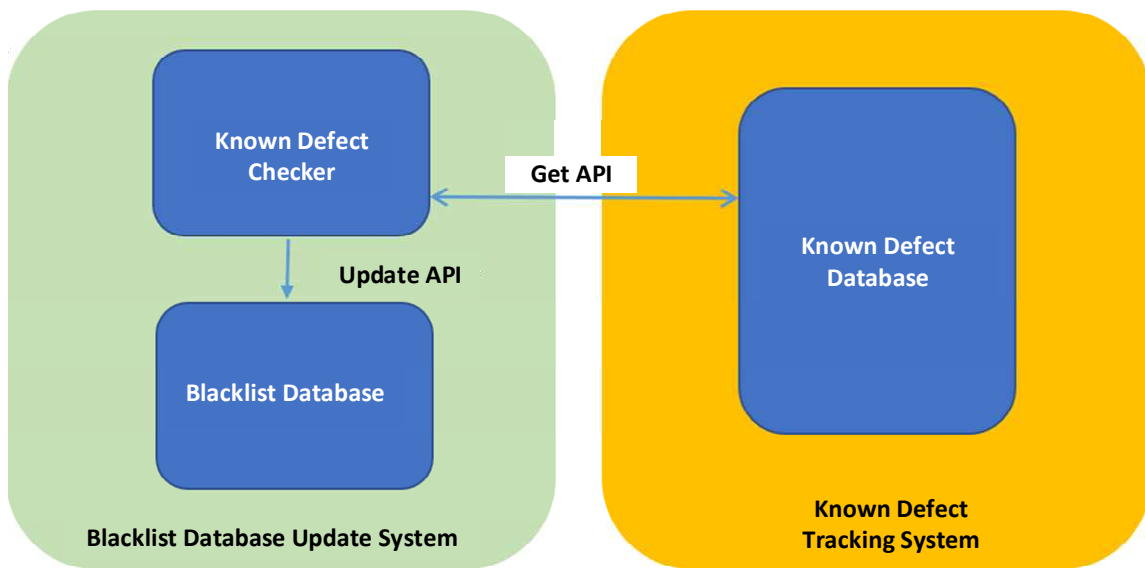 Known Defect
Checker
Get API
Known Defect
Database
Update API
Blacklist Database
Blacklist Database Update System
Known Defect
Tracking System